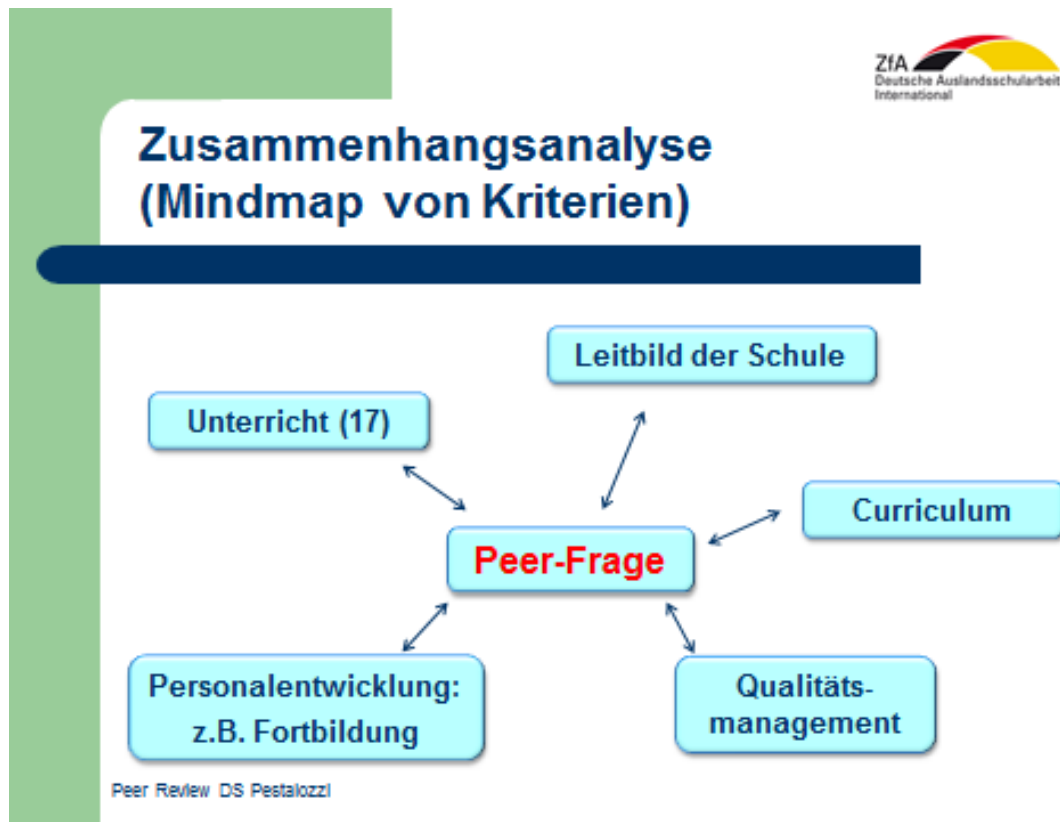 ZfA
Deutsche Auslandsschularbeit
International
Zusammenhangsanalyse
(Mindmap von Kriterien)
Leitbild der Schule
Unterricht (17)
Curriculum
Peer-Frage
Personalentwicklung:
z.B. Fortbildung
Qualitäts-
management
Peer Review DS Pestalozzi